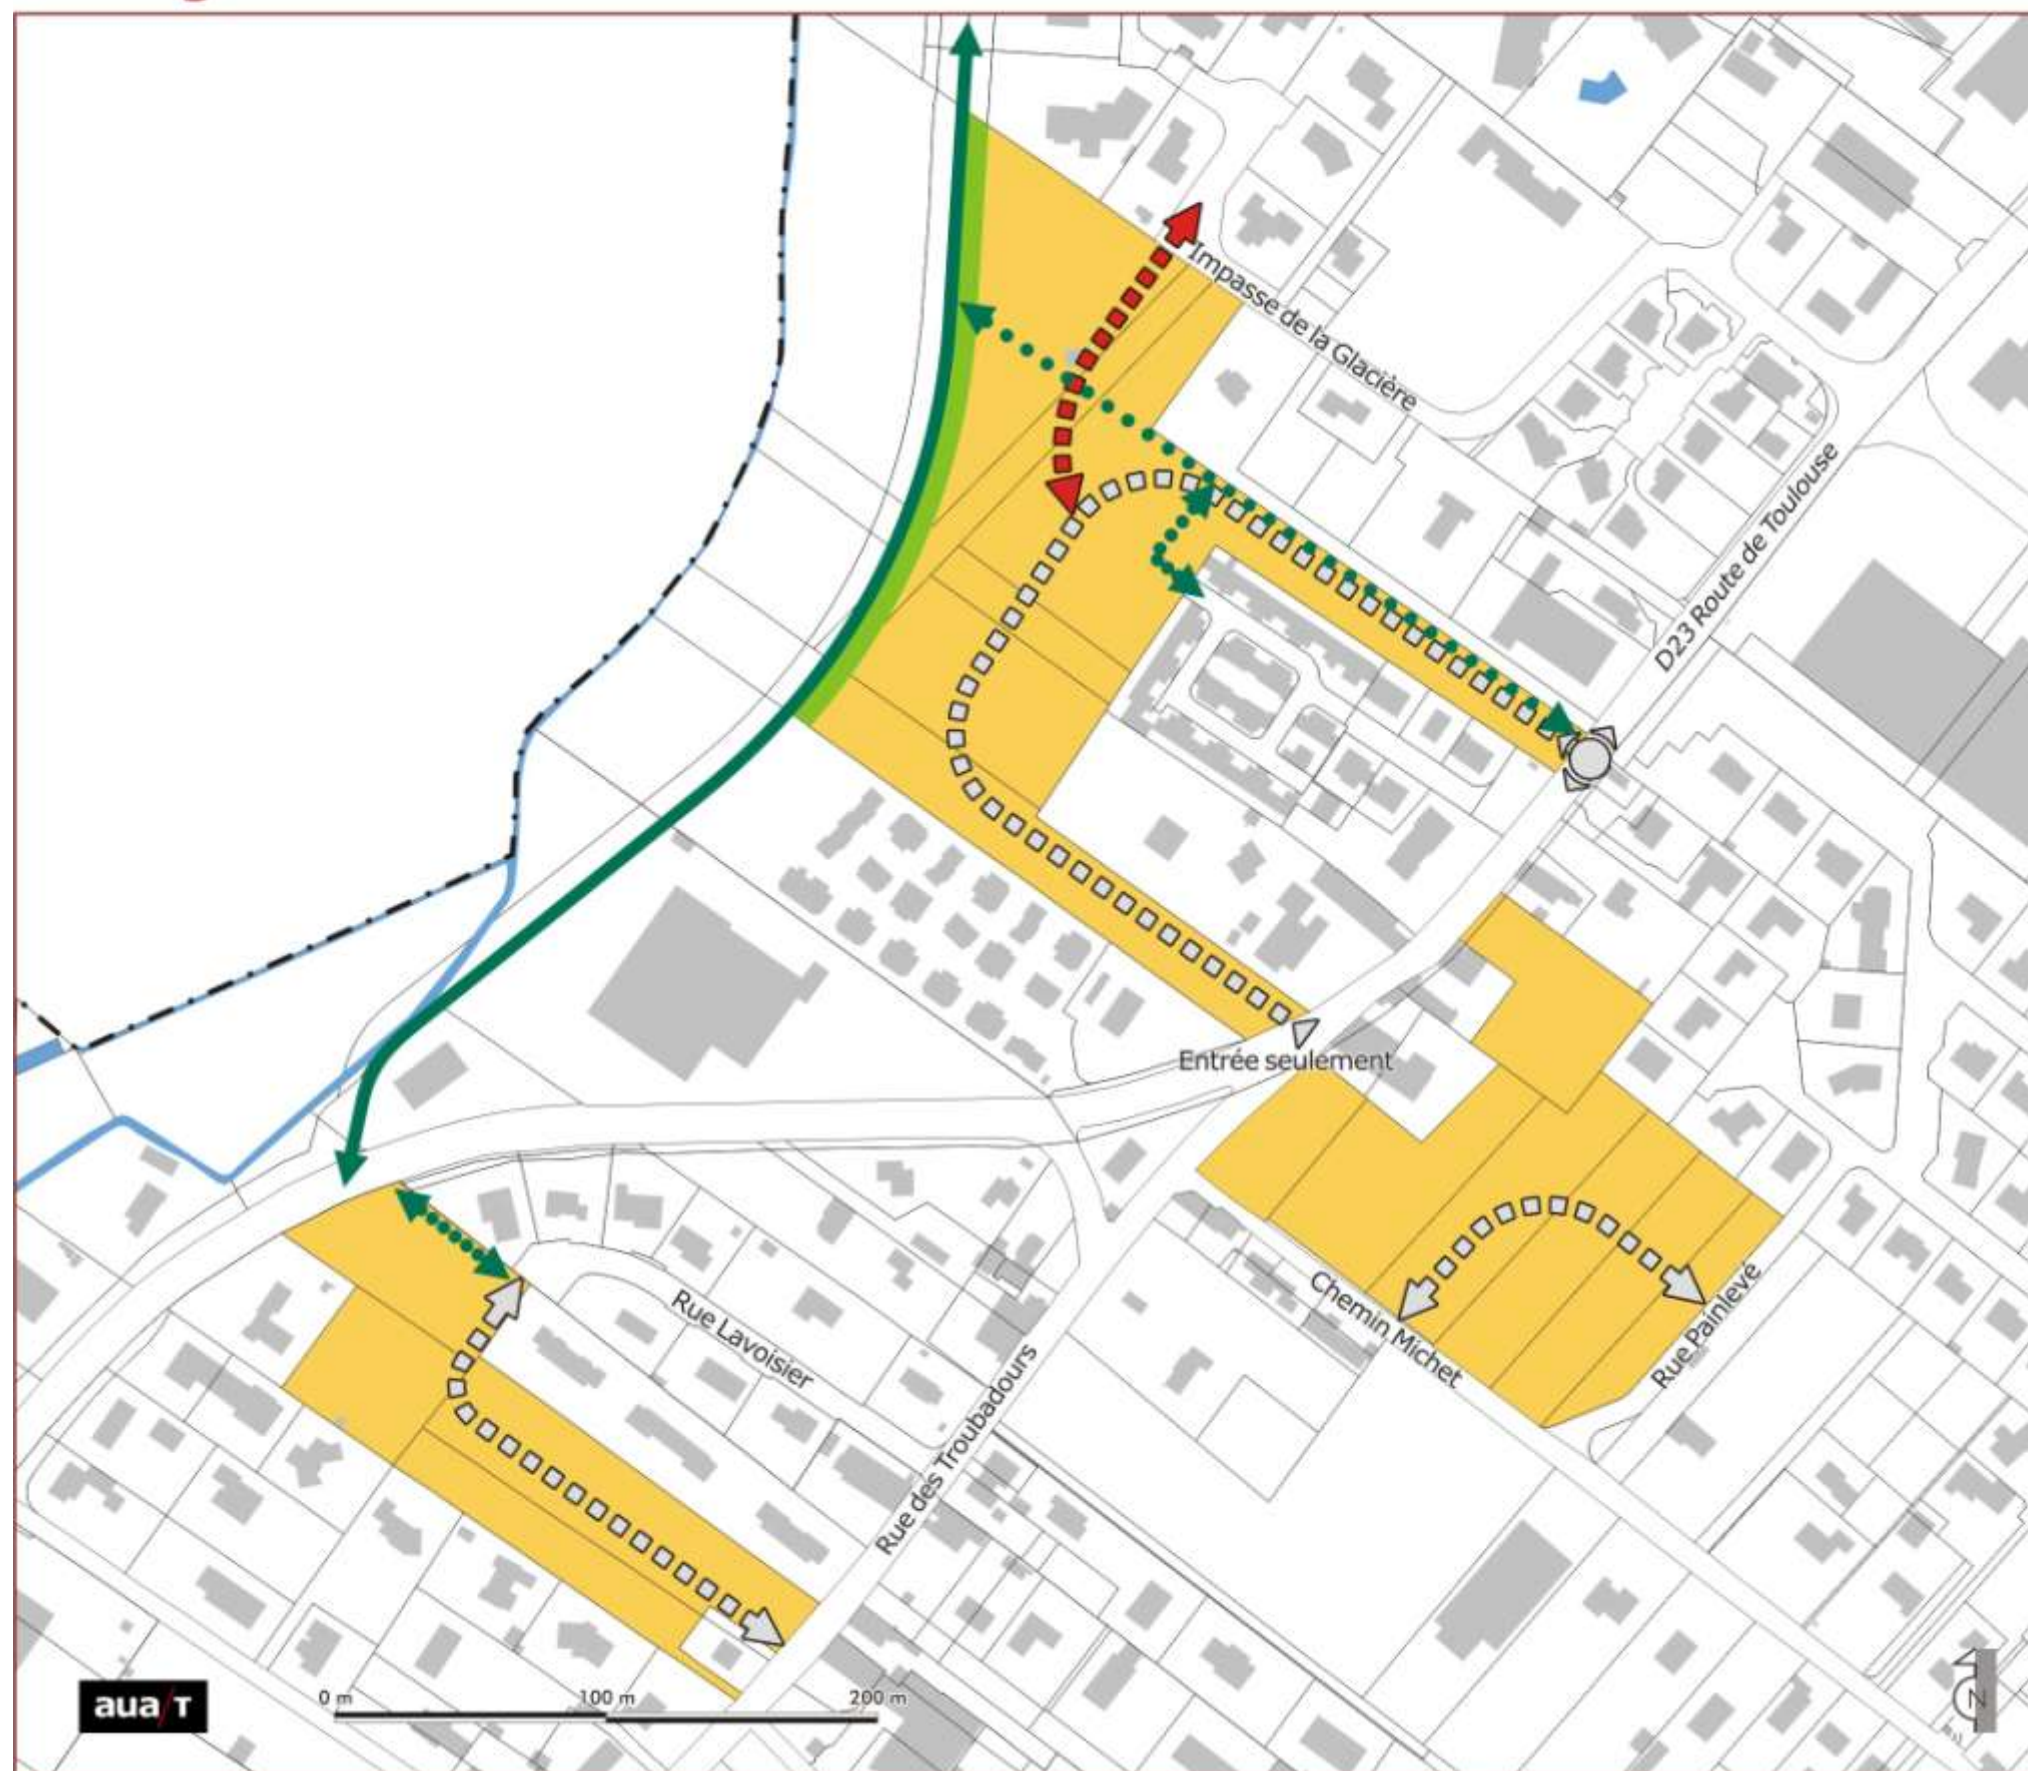 Impasse de la Glacière
D23 Route de Toulouse
Entrée seulement
Chemin Michet
Rue Painlevé
Rue Lavoisier
Rue des Troubadours
aua/T
0 m 100 m 200 m
N